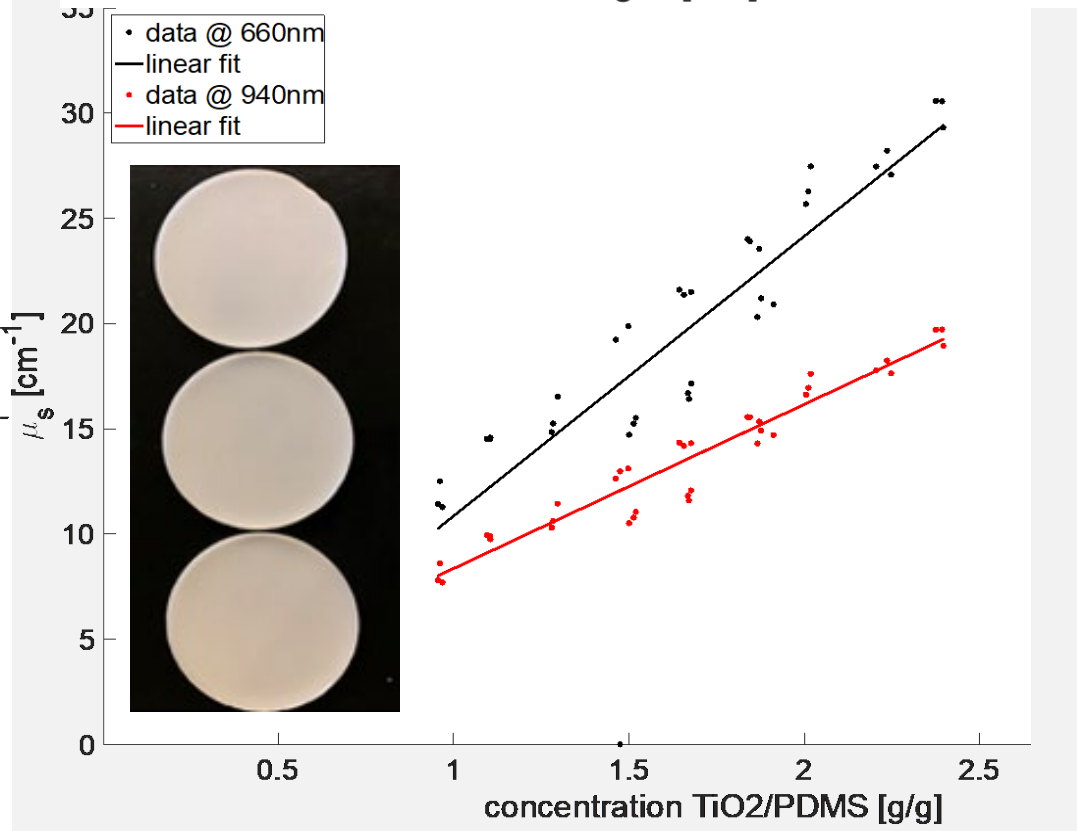 data @ 660nm
linear fit
data @ 940nm
linear fit
35
30
25
20
15
10
5
0
μs [cm-1]
0.5
1
1.5
2
2.5
concentration TiO2/PDMS [g/g]